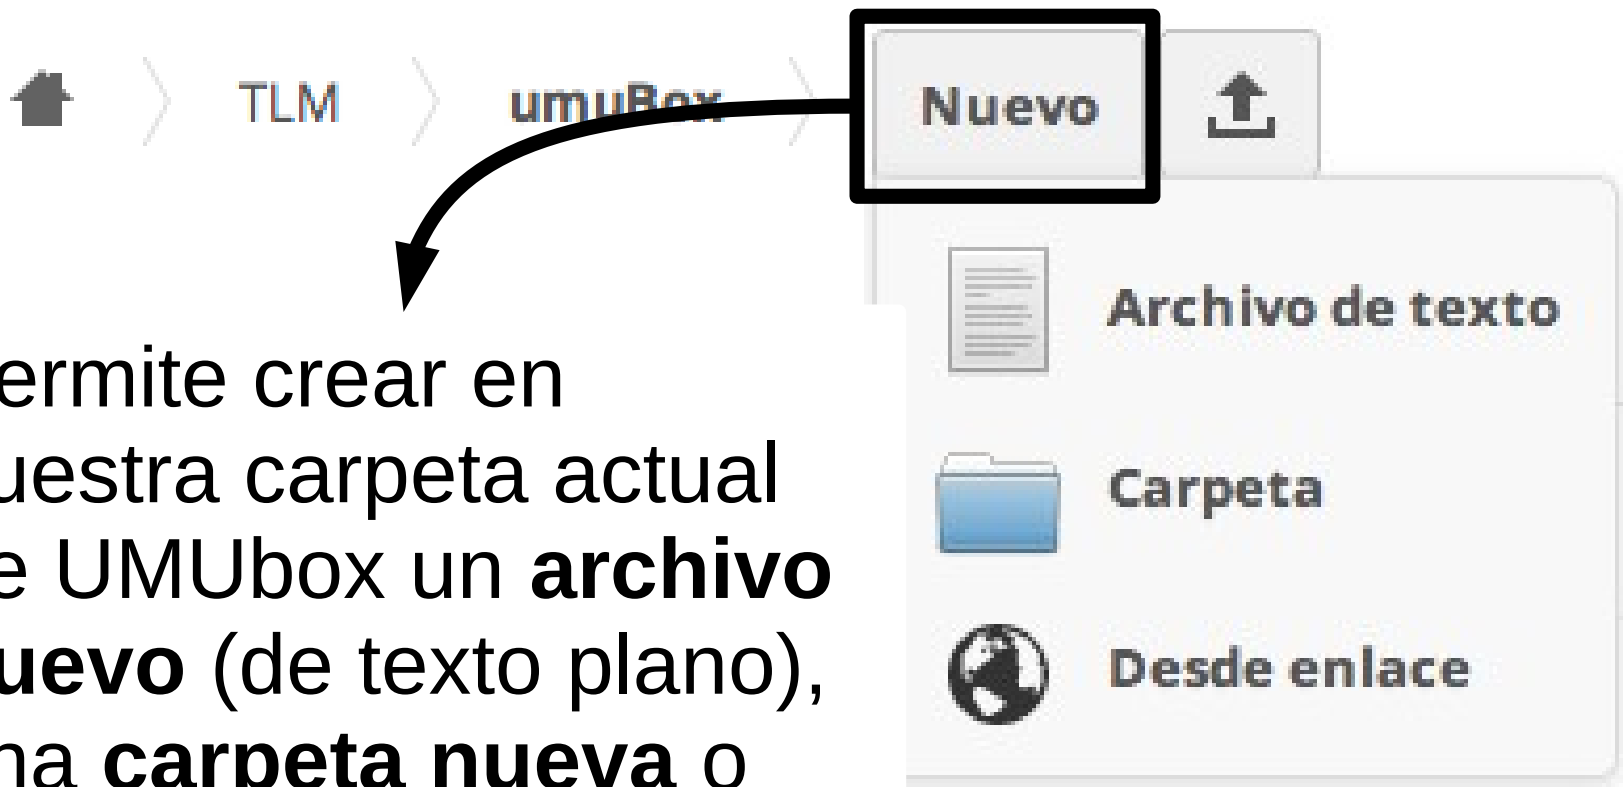 TLM umuBox Nuevo
Archivo de texto
Carpeta
Desde enlace
ermite crear en
uestra carpeta actual
e UMUbox un archivo
uevo (de texto plano),
na carpeta nueva o